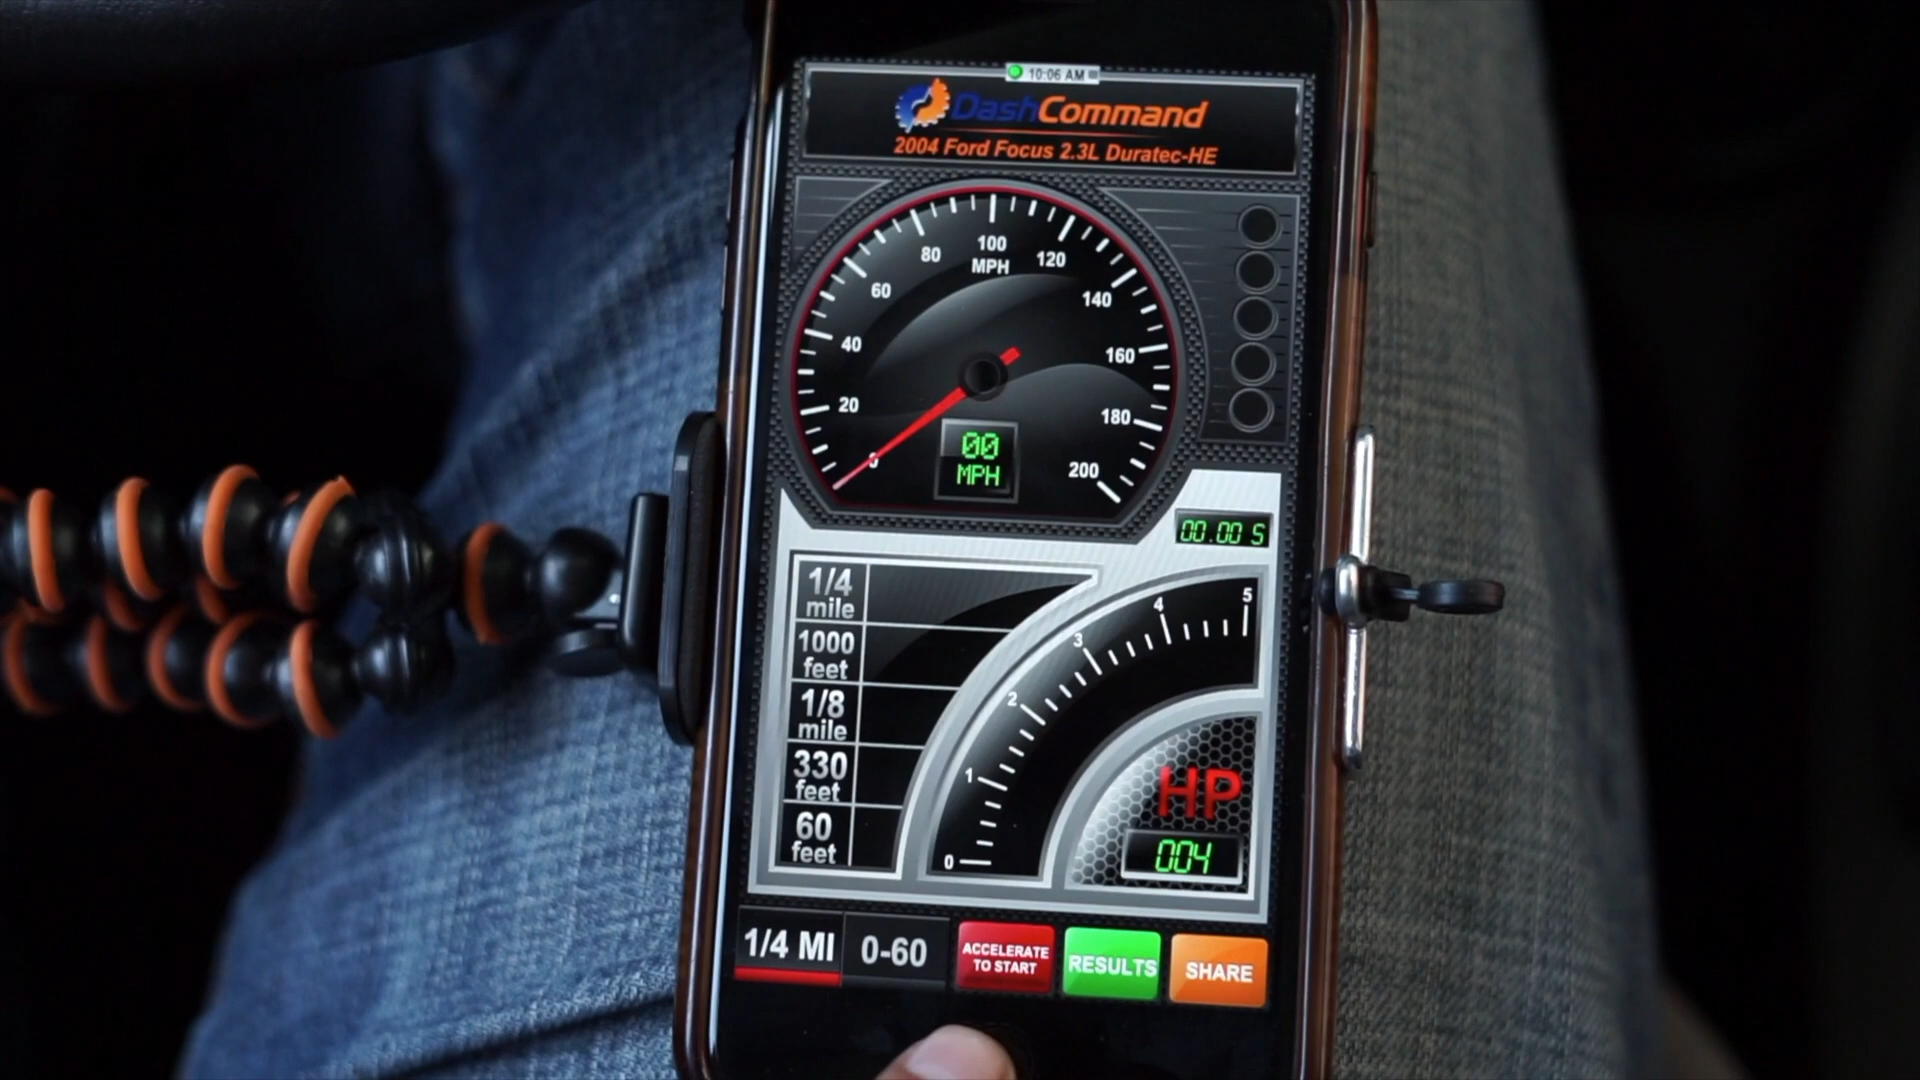 10:06 AM
DashCommand
2004 Ford Focus 2.3L Duratec-HE
100
MPH
80
120
60
140
40
160
20
180
0
200
00
MPH
00.00 S
1/4
mile
1000
feet
1/8
mile
330
feet
60
feet
5
4
3
2
1
0
HP
004
1/4 MI
0-60
ACCELERATE
TO START
RESULTS
SHARE